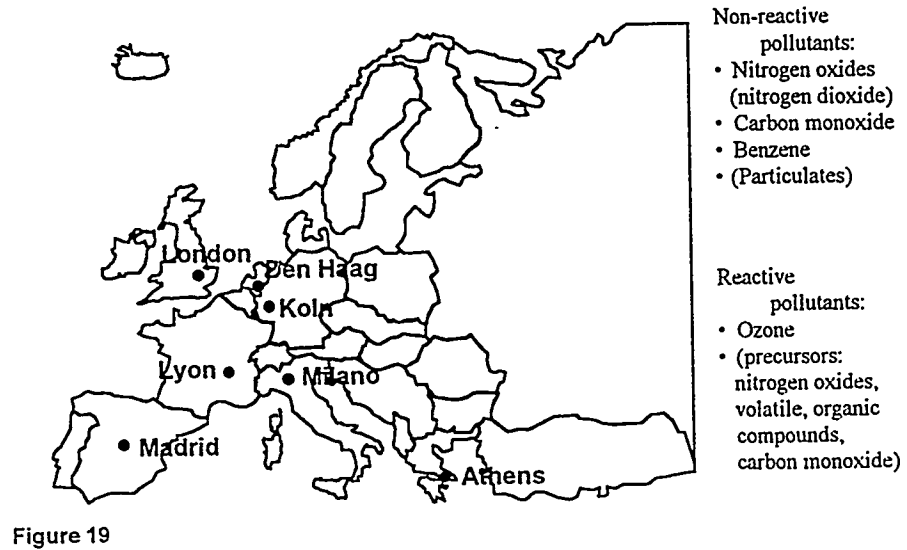 Non-reactive
pollutants:
• Nitrogen oxides
(nitrogen dioxide)
• Carbon monoxide
• Benzene
• (Particulates)
London
Den Haag
Koln
Lyon
Milano
Madrid
Athens
Reactive
pollutants:
• Ozone
• (precursors:
nitrogen oxides,
volatile, organic
compounds,
carbon monoxide)
Figure 19